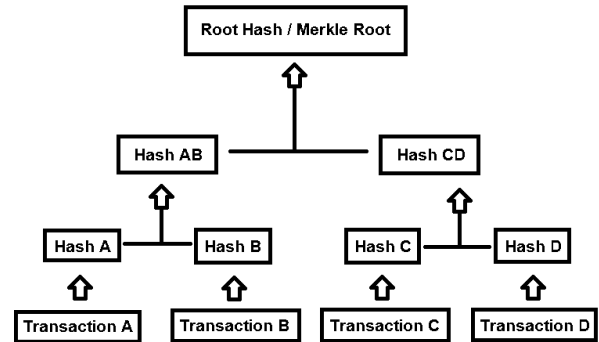 Root Hash / Merkle Root
Hash AB
Hash CD
Hash A
Hash B
Hash C
Hash D
Transaction A
Transaction B
Transaction C
Transaction D